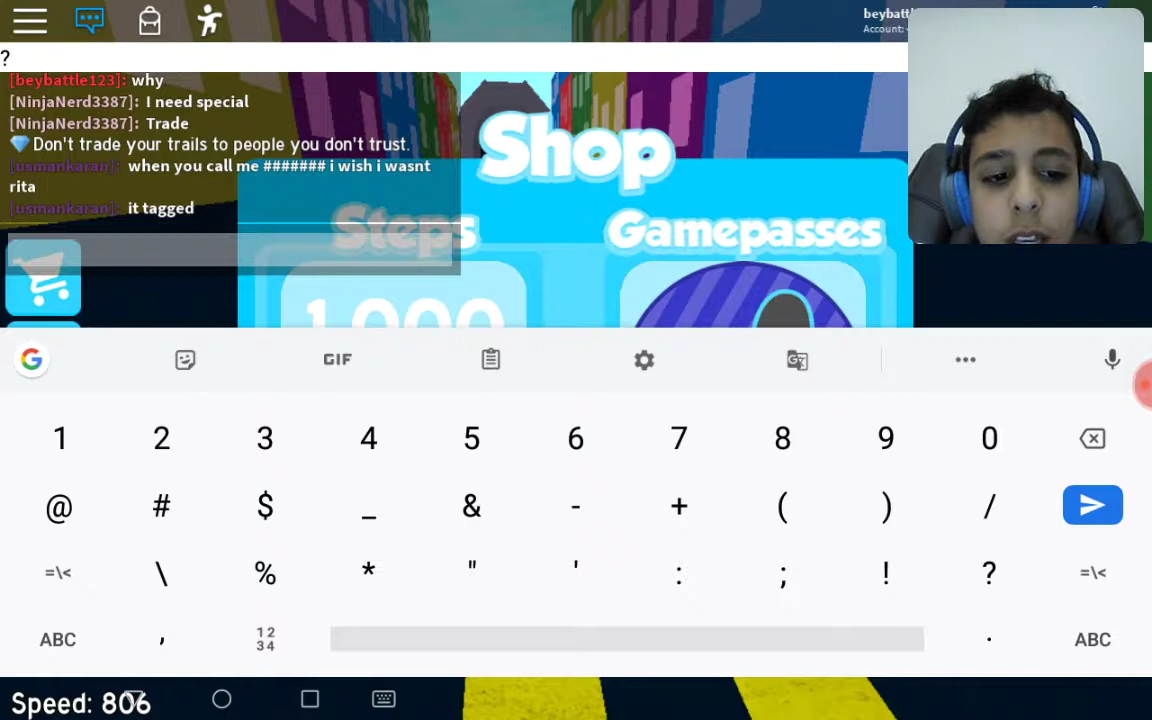 beybattl
Account:
?
[beybattle123]: why
[NinjaNerd3387]: I need special
[NinjaNerd3387]: Trade
💎 Don't trade your trails to people you don't trust.
[usmankaran]: when you call me ####### i wish i wasnt
rita
[usmankaran]: it tagged
Shop
Steps
Gamepasses
1,000
G GIF
1 2 3 4 5 6 7 8 9 0
@ # $ _ & - + ( ) /
=\< \ % * " ' : ; ! ? =\<
ABC , 12 34 . ABC
Speed: 806